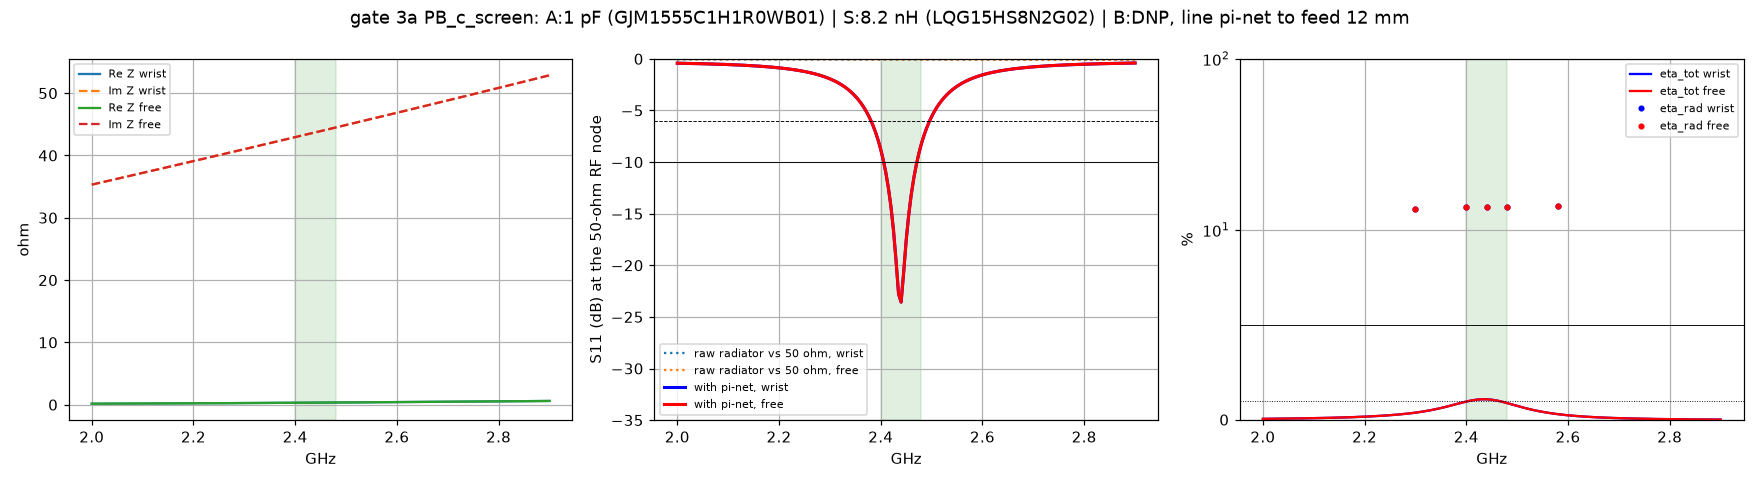 gate 3a PB_c_screen: A:1 pF (GJM1555C1H1R0WB01) | S:8.2 nH (LQG15HS8N2G02) | B:DNP, line pi-net to feed 12 mm
ohm
50
40
30
20
10
0
2.0 2.2 2.4 2.6 2.8
GHz
Re Z wrist
Im Z wrist
Re Z free
Im Z free
S11 (dB) at the 50-ohm RF node
0
−5
−10
−15
−20
−25
−30
−35
2.0 2.2 2.4 2.6 2.8
GHz
raw radiator vs 50 ohm, wrist
raw radiator vs 50 ohm, free
with pi-net, wrist
with pi-net, free
%
10²
10¹
0
2.0 2.2 2.4 2.6 2.8
GHz
eta_tot wrist
eta_tot free
eta_rad wrist
eta_rad free